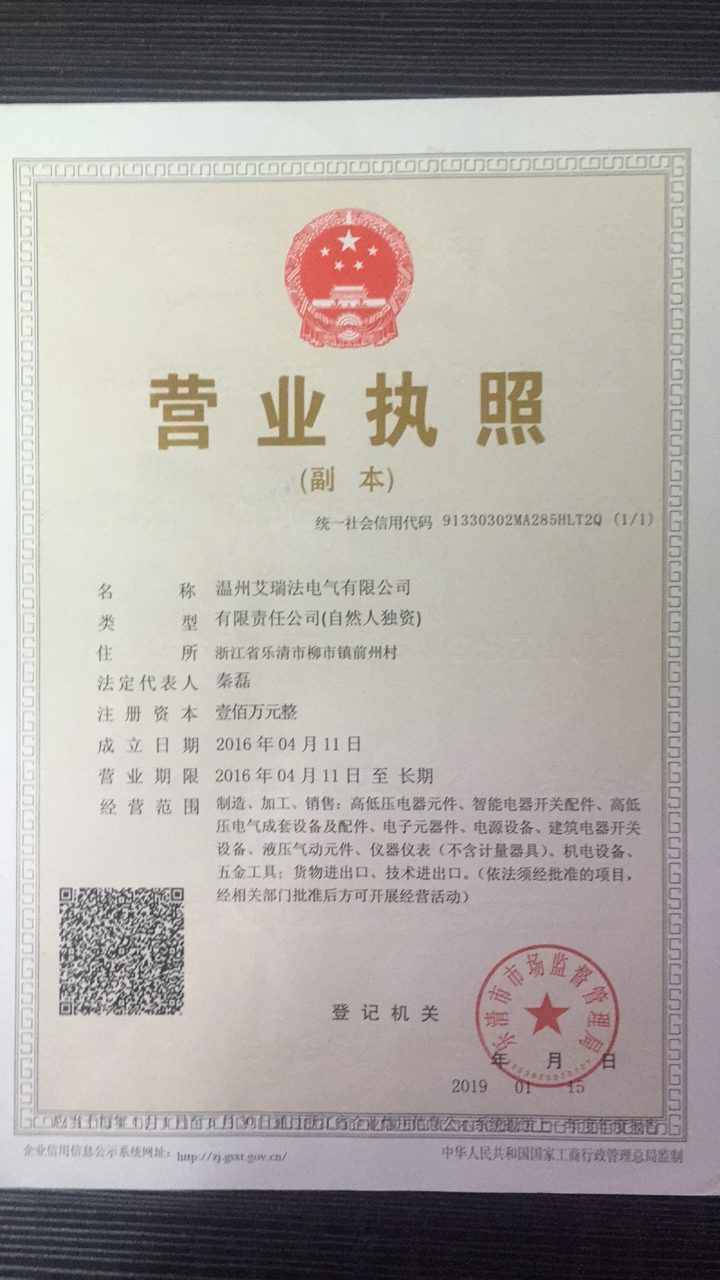 营业执照
(副 本)
统一社会信用代码 91330302MA285HLT2Q (1/1)
名 称 温州艾瑞法电气有限公司
类 型 有限责任公司(自然人独资)
住 所 浙江省乐清市柳市镇前州村
法定代表人 秦磊
注册资本 壹佰万元整
成立日期 2016年04月11日
营业期限 2016年04月11日 至 长期
经营范围 制造、加工、销售：高低压电器元件、智能电器开关配件、高低
压电气成套设备及配件、电子元器件、电源设备、建筑电器开关
设备、液压气动元件、仪器仪表（不含计量器具）、机电设备、
五金工具；货物进出口、技术进出口。（依法须经批准的项目，
经相关部门批准后方可开展经营活动）
乐清市市场监督管理局
登记机关
年 月 日
2019 01 15
企业信用信息公示系统网址：http://zj.gsxt.gov.cn/
中华人民共和国国家工商行政管理总局监制